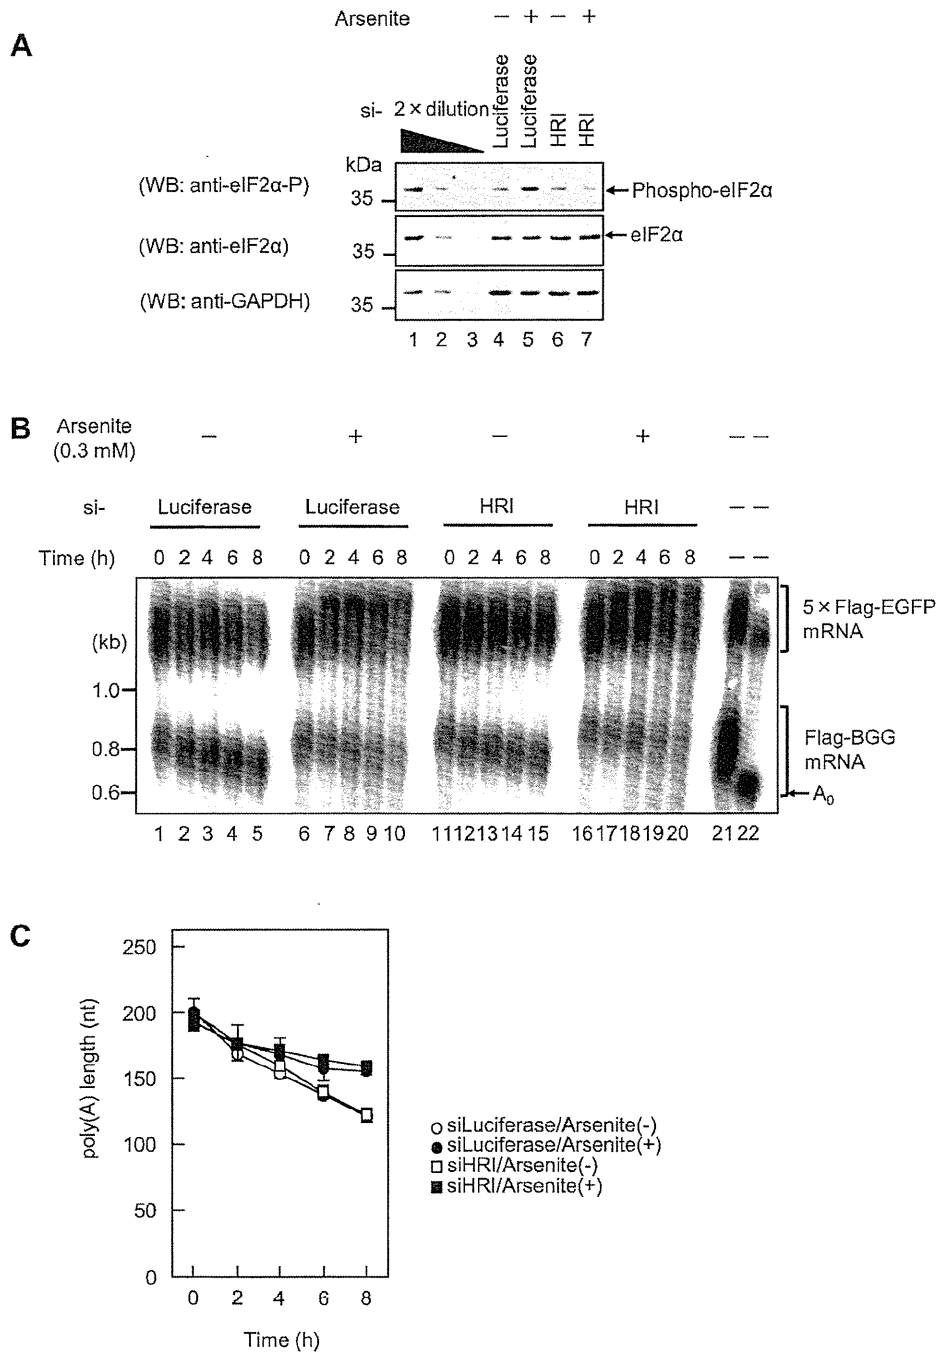 A
Arsenite − + − +
si- 2×dilution Luciferase Luciferase HRI HRI
kDa
(WB: anti-eIF2α-P) 35 Phospho-eIF2α
(WB: anti-eIF2α) 35 eIF2α
(WB: anti-GAPDH) 35
1 2 3 4 5 6 7
B
Arsenite (0.3 mM) − + − + − −
si- Luciferase Luciferase HRI HRI − −
Time (h) 0 2 4 6 8 0 2 4 6 8 0 2 4 6 8 0 2 4 6 8 − −
(kb)
5×Flag-EGFP
mRNA
1.0
0.8
Flag-BGG
mRNA
0.6
A0
1 2 3 4 5 6 7 8 9 10 11 12 13 14 15 16 17 18 19 20 21 22
C
poly(A) length (nt)
250
200
150
100
50
0
0 2 4 6 8
Time (h)
siLuciferase/Arsenite(-)
siLuciferase/Arsenite(+)
siHRI/Arsenite(-)
siHRI/Arsenite(+)